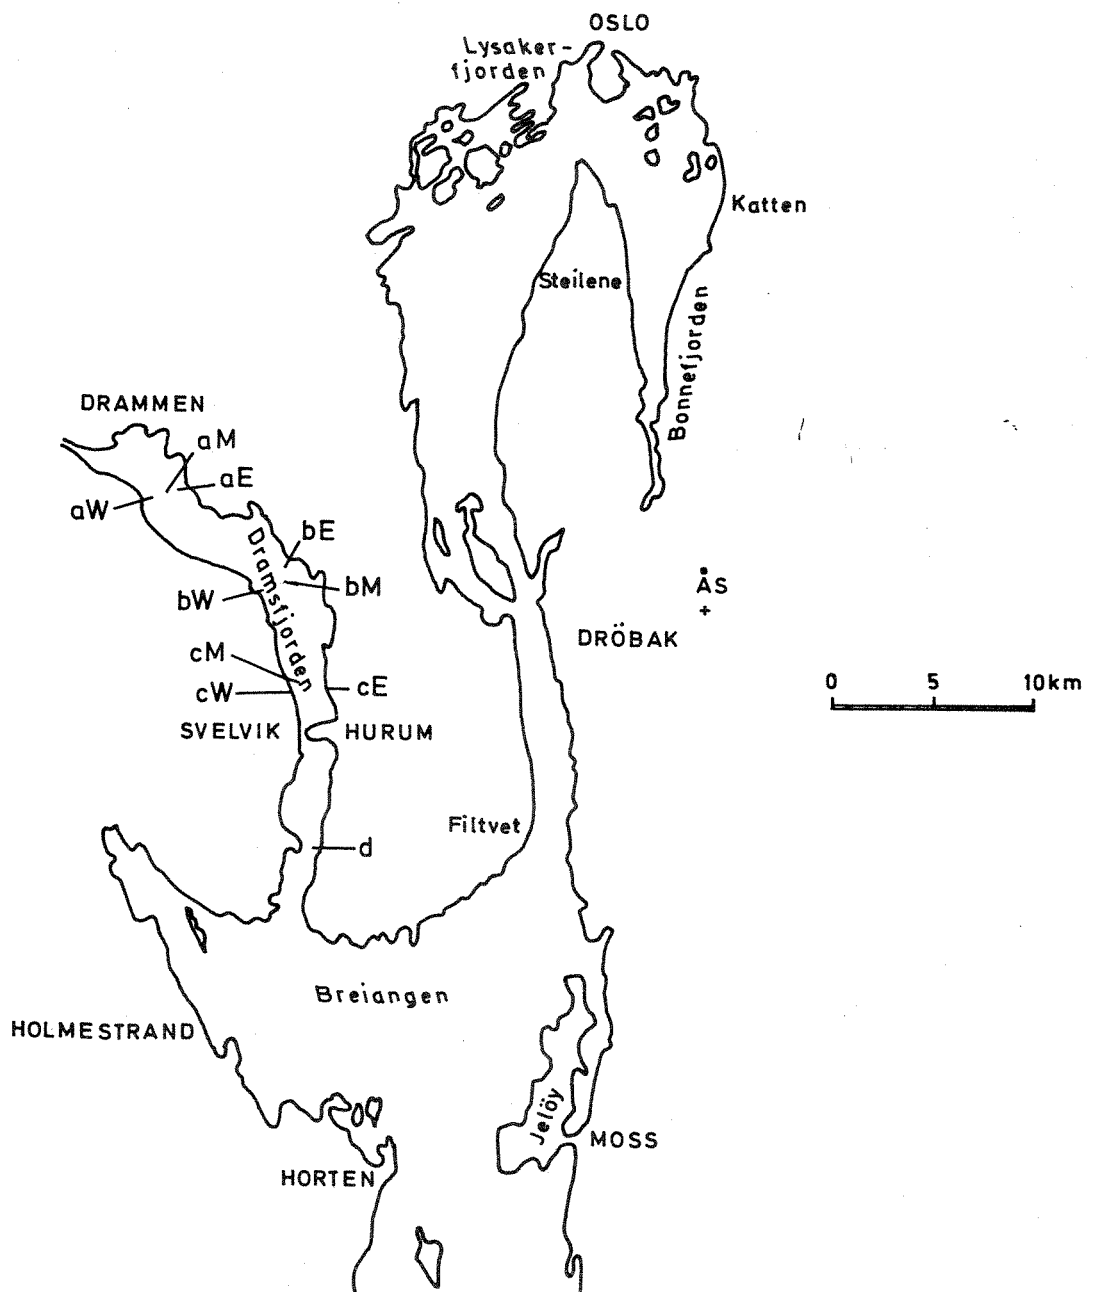 OSLO
Lysaker-
fjorden
Katten
Steilene
Bonnefjorden
DRAMMEN
aM
aE
aW
bE
Dramsfjorden
bM
bW
ÅS
DRÖBAK
cM
cW
cE
0 5 10km
SVELVIK
HURUM
Filtvet
d
Breiangen
HOLMESTRAND
Jelöy
MOSS
HORTEN